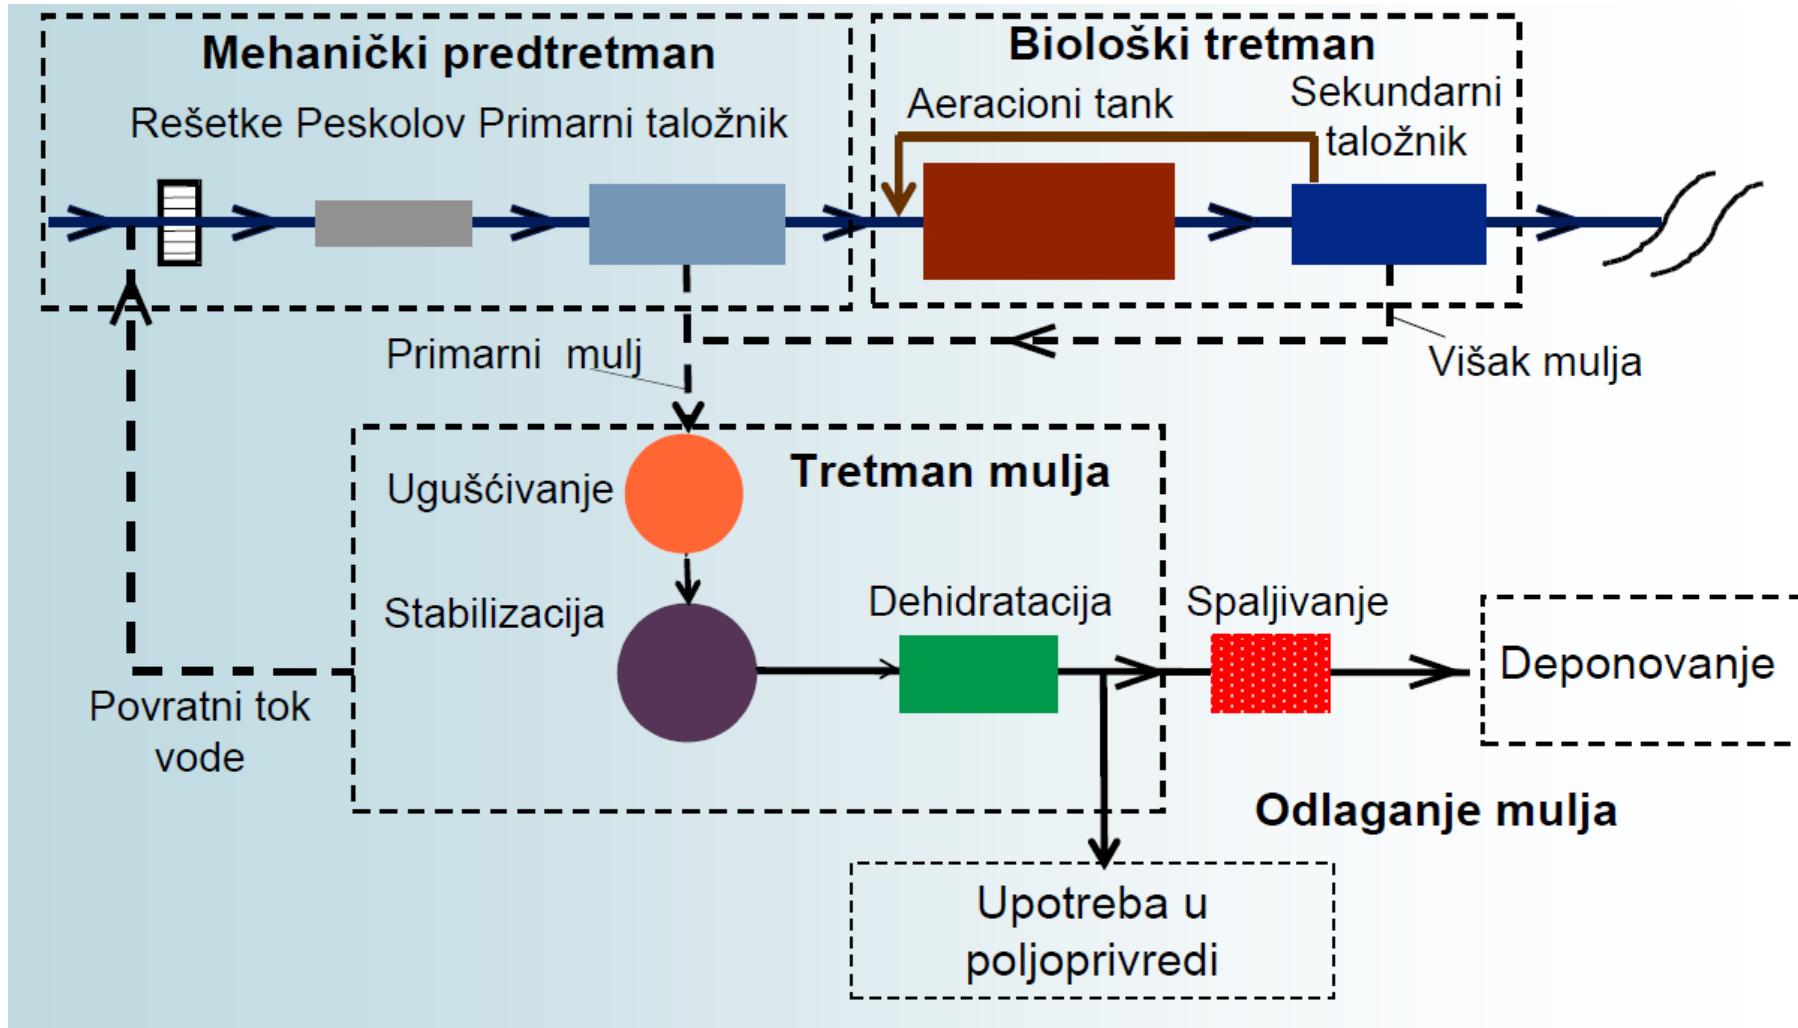 Mehanički predtretman
Rešetke Peskolov Primarni taložnik
Biološki tretman
Aeracioni tank
Sekundarni
taložnik
Primarni mulj
Višak mulja
Tretman mulja
Ugušćivanje
Stabilizacija
Dehidratacija
Spaljivanje
Deponovanje
Povratni tok
vode
Odlaganje mulja
Upotreba u
poljoprivredi